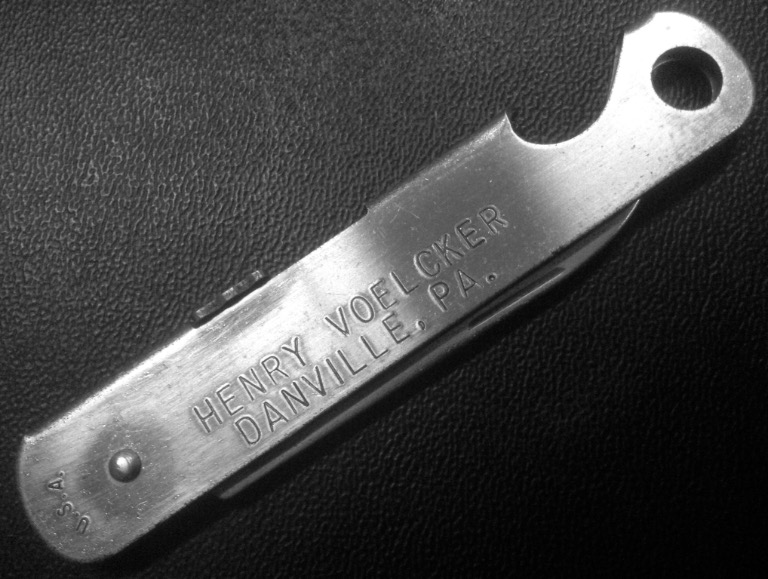 HENRY VOELCKER
DANVILLE, PA.
U.S.A.